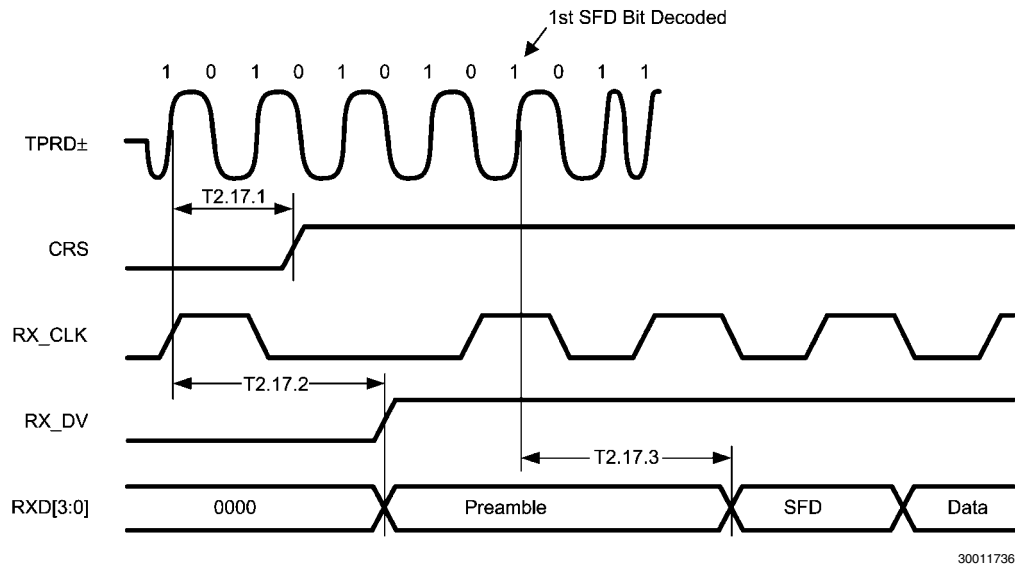 1st SFD Bit Decoded
1 0 1 0 1 0 1 0 1 0 1 1
TPRD±
T2.17.1
CRS
RX_CLK
T2.17.2
RX_DV
T2.17.3
RXD[3:0] 0000 Preamble SFD Data
30011736